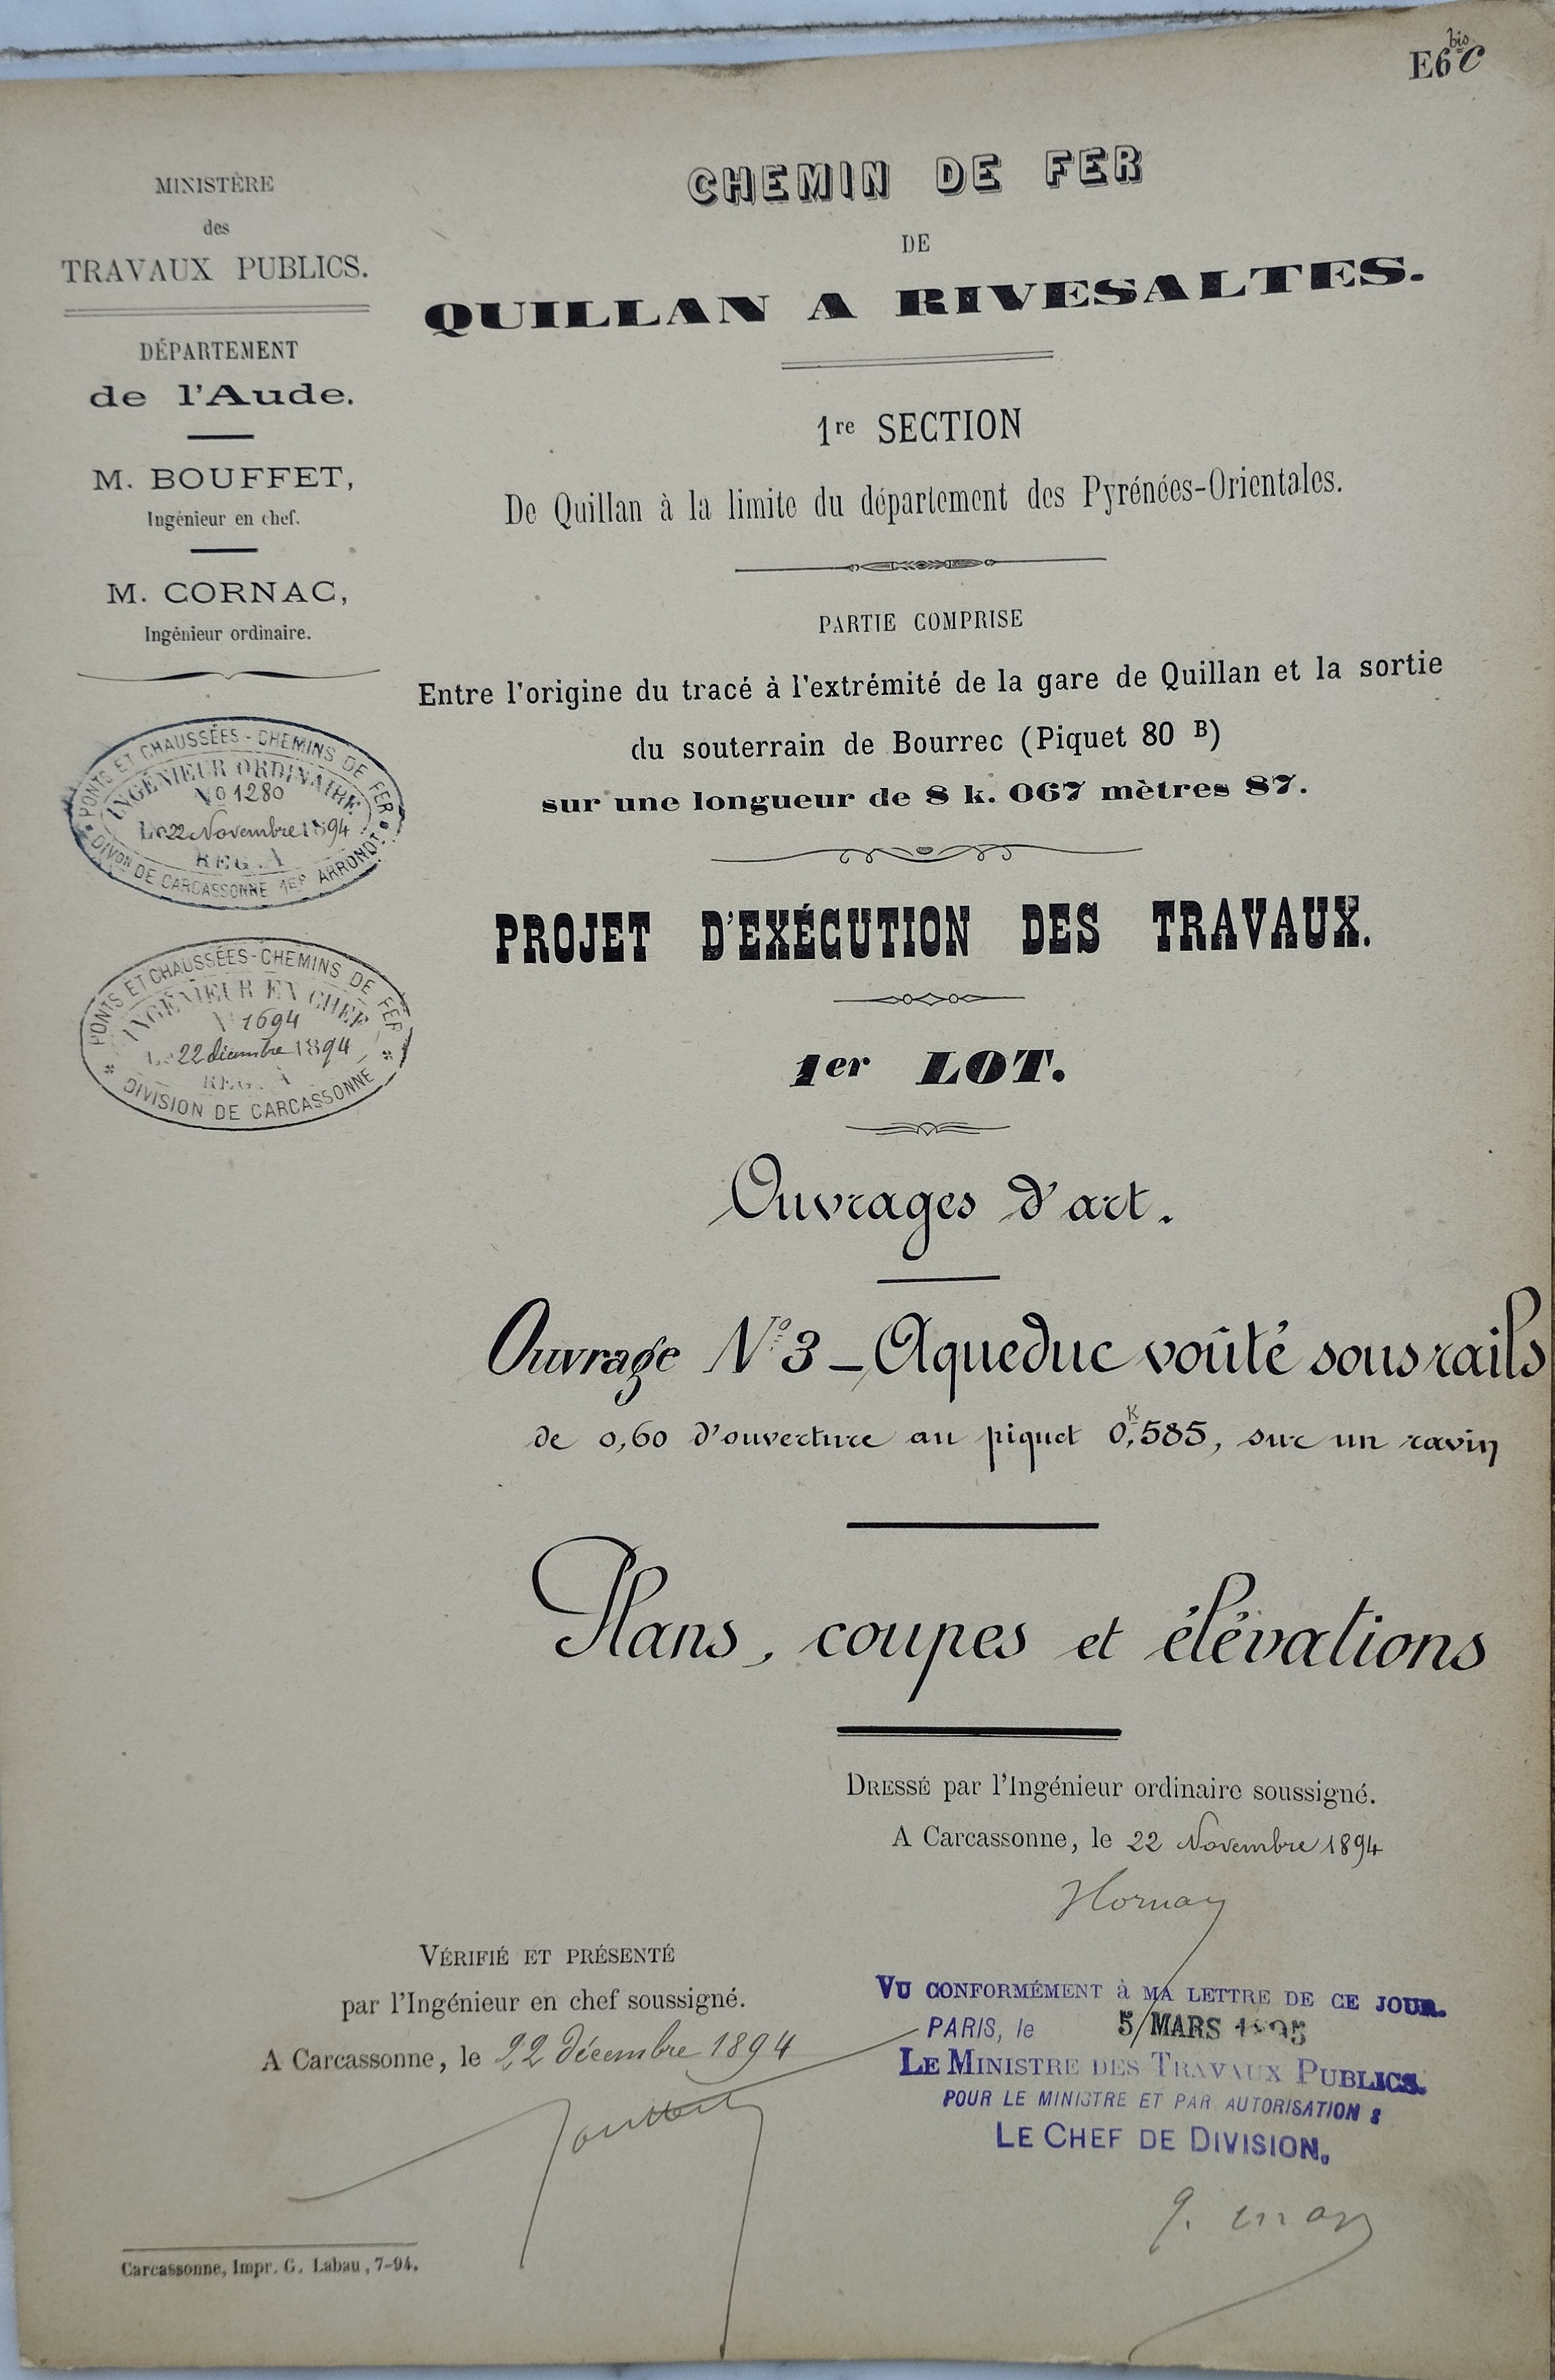 E6 bis C
MINISTÈRE
des
TRAVAUX PUBLICS.
DÉPARTEMENT
de l'Aude.
M. BOUFFET,
Ingénieur en chef.
M. CORNAC,
Ingénieur ordinaire.
PONTS ET CHAUSSÉES - CHEMINS DE FER
INGÉNIEUR ORDINAIRE
No 1280
Le 22 Novembre 1894
REG. A
DIVon DE CARCASSONNE 1ER ARRONDT
PONTS ET CHAUSSÉES - CHEMINS DE FER
INGÉNIEUR EN CHEF
N 1694
Le 22 décembre 1894
REG. A
DIVISION DE CARCASSONNE
CHEMIN DE FER
DE
QUILLAN A RIVESALTES.
1re SECTION
De Quillan à la limite du département des Pyrénées-Orientales.
PARTIE COMPRISE
Entre l'origine du tracé à l'extrémité de la gare de Quillan et la sortie
du souterrain de Bourrec (Piquet 80 B)
sur une longueur de 8 k. 067 mètres 87.
PROJET D'EXÉCUTION DES TRAVAUX.
1er LOT.
Ouvrages d'art.
Ouvrage No 3 _ Aqueduc voûté sous rails
de 0,60 d'ouverture au piquet 0K,585, sur un ravin
Plans, coupes et élévations
DRESSÉ par l'Ingénieur ordinaire soussigné.
A Carcassonne, le 22 Novembre 1894
VÉRIFIÉ ET PRÉSENTÉ
par l'Ingénieur en chef soussigné.
A Carcassonne, le 22 décembre 1894
VU CONFORMÉMENT à MA LETTRE DE CE JOUR.
PARIS, le 5 MARS 1895
LE MINISTRE DES TRAVAUX PUBLICS.
POUR LE MINISTRE ET PAR AUTORISATION :
LE CHEF DE DIVISION,
Carcassonne, Impr. G. Labau, 7-94.